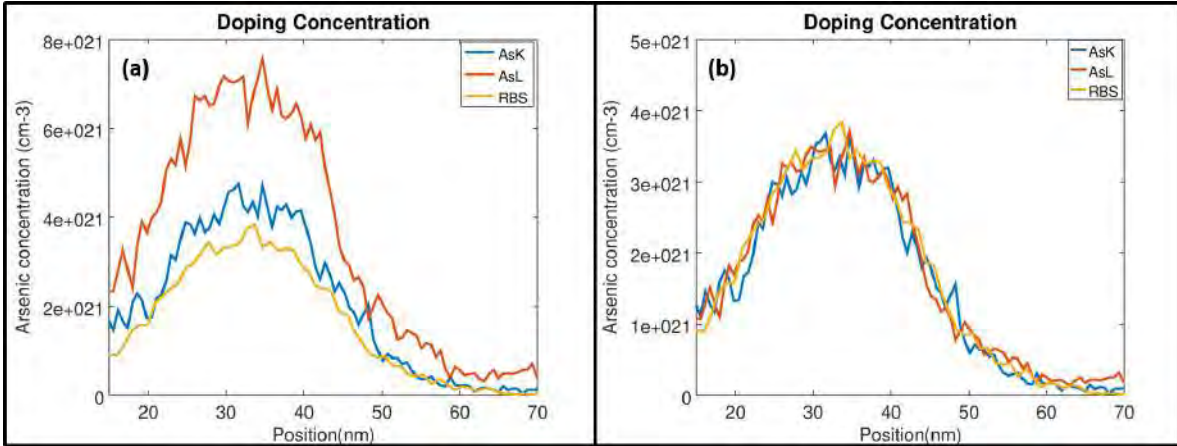 Doping Concentration
(a)
AsK
AsL
RBS
8e+021
6e+021
4e+021
2e+021
0
Arsenic concentration (cm-3)
20
30
40
50
60
70
Position(nm)
Doping Concentration
(b)
AsK
AsL
RBS
5e+021
4e+021
3e+021
2e+021
1e+021
0
Arsenic concentration (cm-3)
20
30
40
50
60
70
Position(nm)